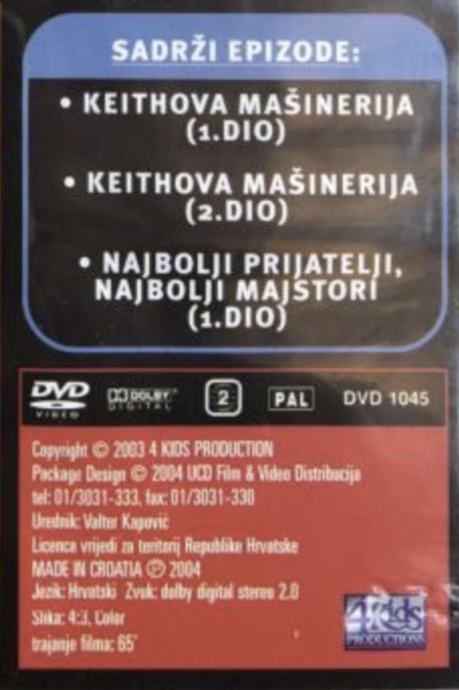 SADRŽI EPIZODE:
• KEITHOVA MAŠINERIJA
(1.DIO)
• KEITHOVA MAŠINERIJA
(2.DIO)
• NAJBOLJI PRIJATELJI,
NAJBOLJI MAJSTORI
(1.DIO)
DVD VIDEO DOLBY DIGITAL 2 PAL DVD 1045
Copyright © 2003 4 KIDS PRODUCTION
Package Design © 2004 UCD Film & Video Distribucija
tel: 01/3031-333, fax: 01/3031-330
Urednik: Valter Kapović
Licenca vrijedi za teritorij Republike Hrvatske
MADE IN CROATIA Ⓟ 2004
Jezik: Hrvatski Zvuk: dolby digital stereo 2.0
Slika: 4:3, Color
trajanje filma: 65'
4Kids
PRODUCTIONS